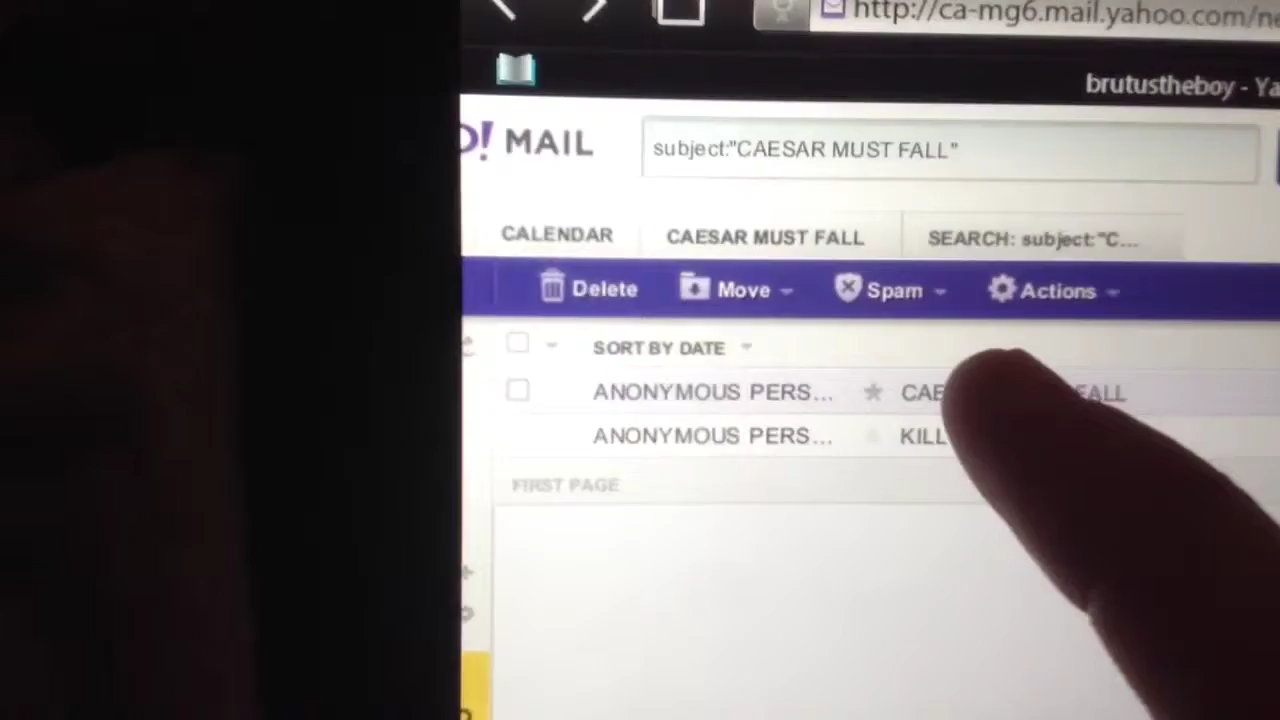 http://ca-mg6.mail.yahoo.com/
brutustheboy - Ya
! MAIL
subject:"CAESAR MUST FALL"
CALENDAR
CAESAR MUST FALL
SEARCH: subject:"C...
Delete
Move
Spam
Actions
SORT BY DATE
ANONYMOUS PERS...
CAE FALL
ANONYMOUS PERS...
KILL
FIRST PAGE